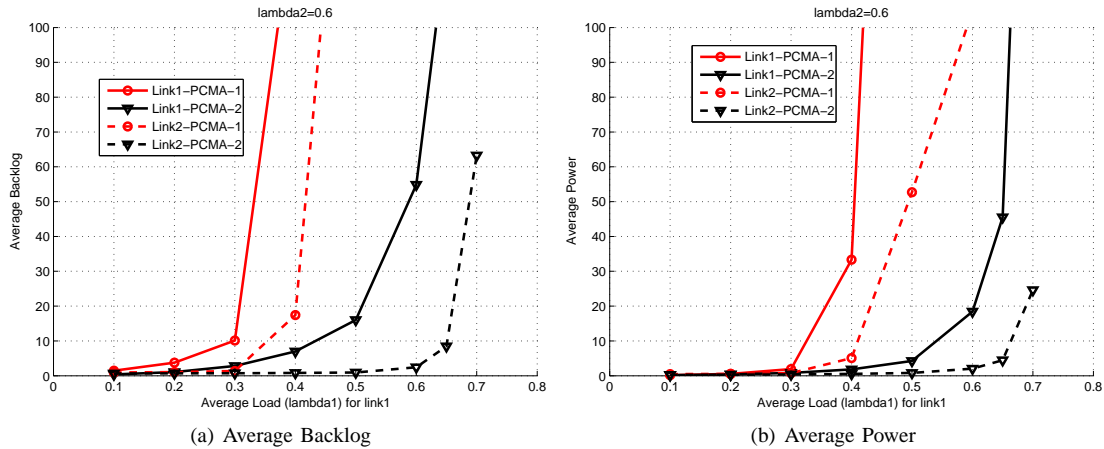 lambda2=0.6
100
90
80
70
60
50
40
30
20
10
0
Average Backlog
Link1−PCMA−1
Link1−PCMA−2
Link2−PCMA−1
Link2−PCMA−2
0 0.1 0.2 0.3 0.4 0.5 0.6 0.7 0.8
Average Load (lambda1) for link1
(a) Average Backlog
lambda2=0.6
100
90
80
70
60
50
40
30
20
10
0
Average Power
Link1−PCMA−1
Link1−PCMA−2
Link2−PCMA−1
Link2−PCMA−2
0 0.1 0.2 0.3 0.4 0.5 0.6 0.7 0.8
Average Load (lambda1) for link1
(b) Average Power